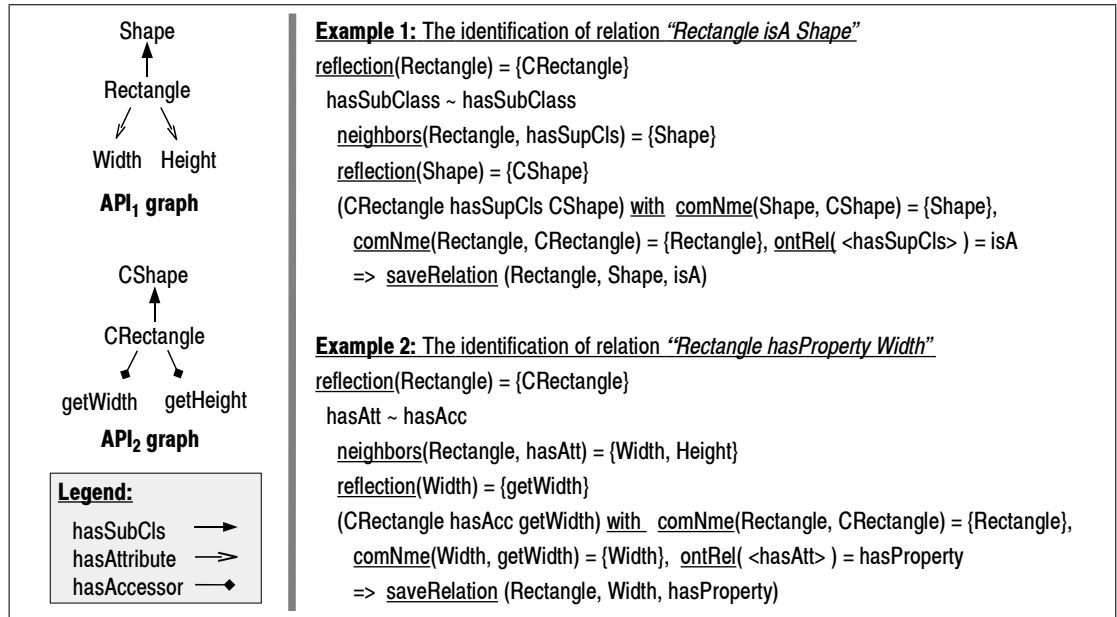 Shape
Rectangle
Width Height
API1 graph
CShape
CRectangle
getWidth getHeight
API2 graph
Legend:
hasSubCls
hasAttribute
hasAccessor
Example 1: The identification of relation "Rectangle isA Shape"
reflection(Rectangle) = {CRectangle}
hasSubClass ~ hasSubClass
neighbors(Rectangle, hasSupCls) = {Shape}
reflection(Shape) = {CShape}
(CRectangle hasSupCls CShape) with comNme(Shape, CShape) = {Shape},
comNme(Rectangle, CRectangle) = {Rectangle}, ontRel( <hasSupCls> ) = isA
=> saveRelation (Rectangle, Shape, isA)
Example 2: The identification of relation "Rectangle hasProperty Width"
reflection(Rectangle) = {CRectangle}
hasAtt ~ hasAcc
neighbors(Rectangle, hasAtt) = {Width, Height}
reflection(Width) = {getWidth}
(CRectangle hasAcc getWidth) with comNme(Rectangle, CRectangle) = {Rectangle},
comNme(Width, getWidth) = {Width}, ontRel( <hasAtt> ) = hasProperty
=> saveRelation (Rectangle, Width, hasProperty)